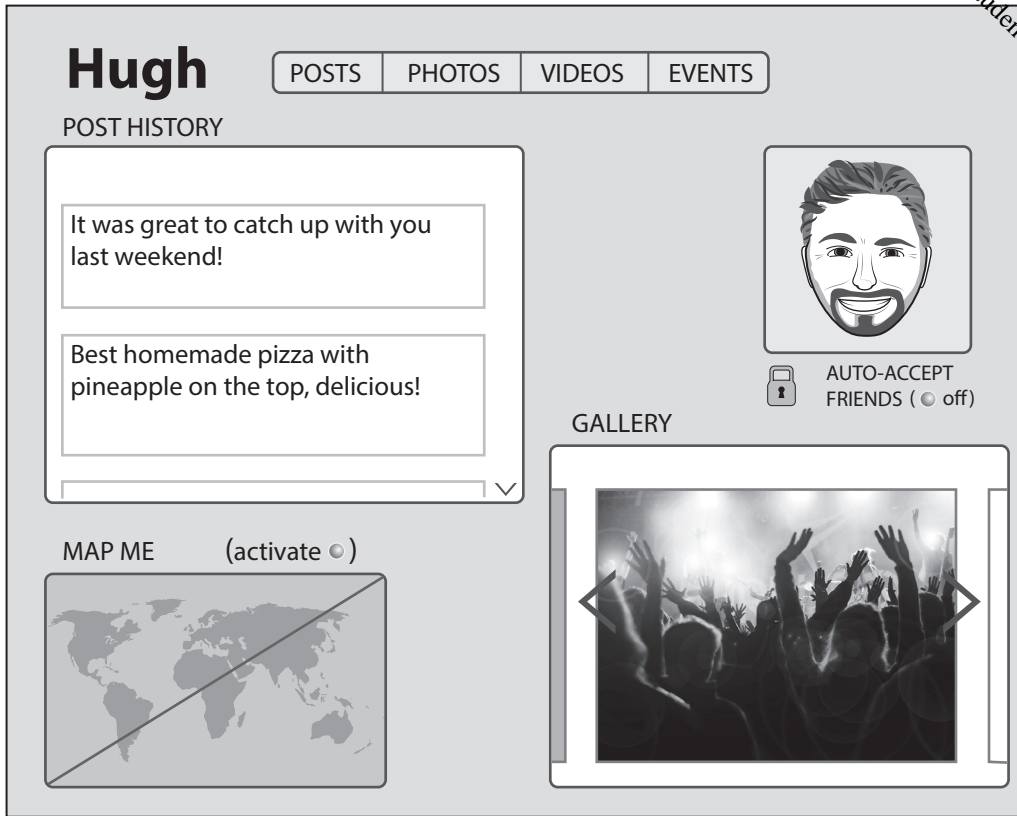 Hugh
POSTS PHOTOS VIDEOS EVENTS
POST HISTORY
It was great to catch up with you
last weekend!
Best homemade pizza with
pineapple on the top, delicious!
AUTO-ACCEPT
FRIENDS ( off)
GALLERY
MAP ME (activate )